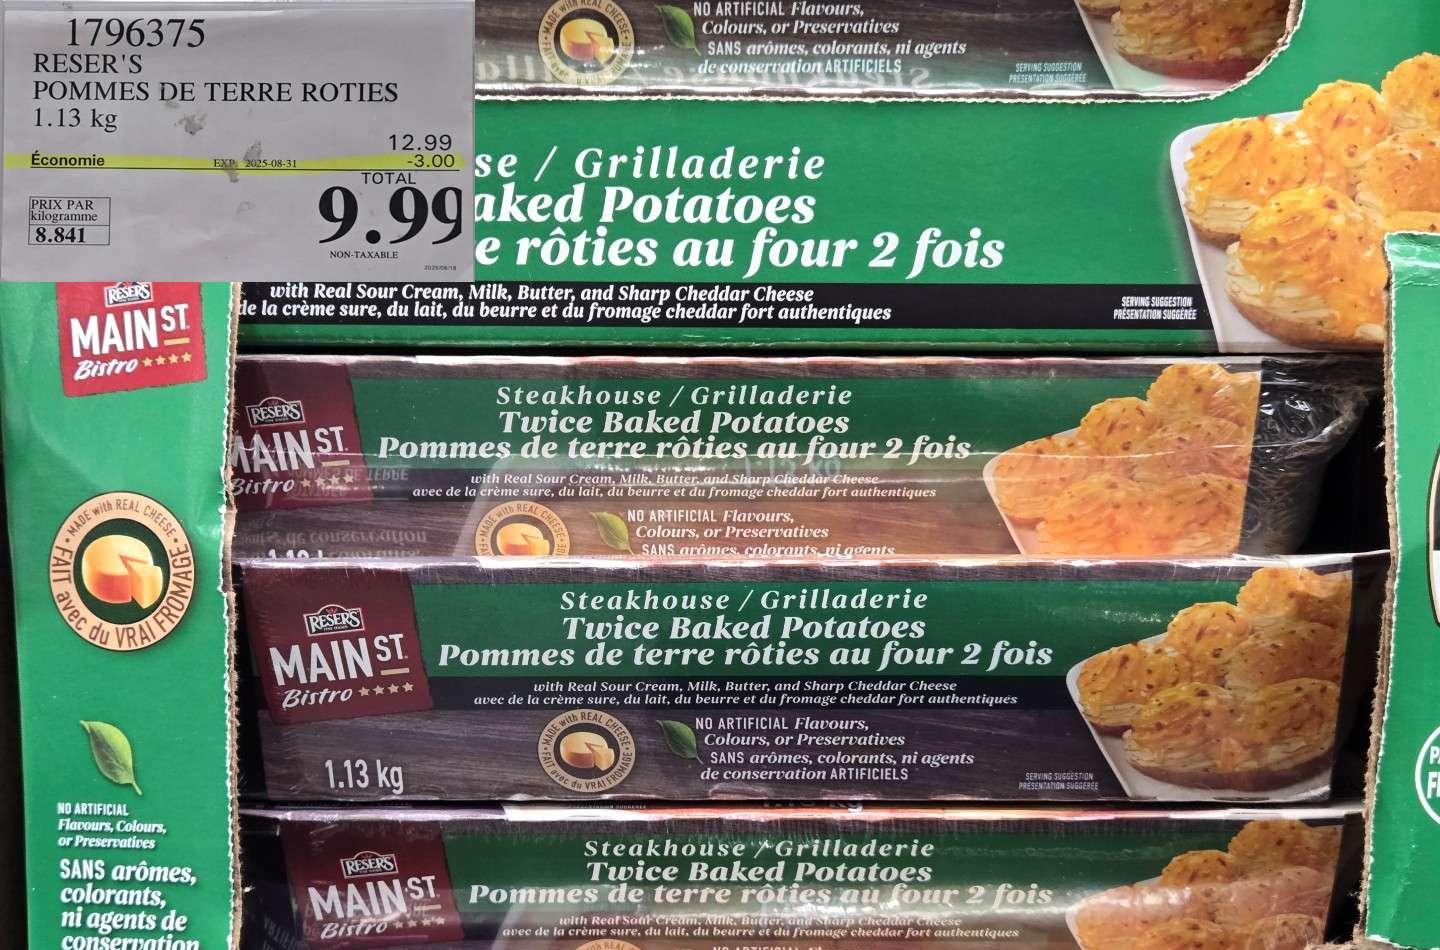 1796375
RESER'S
POMMES DE TERRE ROTIES
1.13 kg
12.99
Économie EXP. 2025-08-31 -3.00
TOTAL
9.99
PRIX PAR
kilogramme
8.841
NON-TAXABLE
2025/08/18
MADE with REAL CHEESE
NO ARTIFICIAL Flavours,
Colours, or Preservatives
SANS arômes, colorants, ni agents
de conservation ARTIFICIELS
SERVING SUGGESTION
PRÉSENTATION SUGGÉRÉE
se / Grilladerie
aked Potatoes
e rôties au four 2 fois
with Real Sour Cream, Milk, Butter, and Sharp Cheddar Cheese
de la crème sure, du lait, du beurre et du fromage cheddar fort authentiques
SERVING SUGGESTION
PRÉSENTATION SUGGÉRÉE
RESER'S
MAIN ST.
Bistro
MADE with REAL CHEESE
FAIT avec du VRAI FROMAGE
NO ARTIFICIAL
Flavours, Colours,
or Preservatives
SANS arômes,
colorants,
ni agents de
conservation
RESER'S
MAIN ST.
Bistro
Steakhouse / Grilladerie
Twice Baked Potatoes
Pommes de terre rôties au four 2 fois
with Real Sour Cream, Milk, Butter, and Sharp Cheddar Cheese
avec de la crème sure, du lait, du beurre et du fromage cheddar fort authentiques
MADE with REAL CHEESE
NO ARTIFICIAL Flavours,
Colours, or Preservatives
SANS arômes, colorants, ni agents
RESER'S
FINE FOODS
MAIN ST.
Bistro
1.13 kg
Steakhouse / Grilladerie
Twice Baked Potatoes
Pommes de terre rôties au four 2 fois
with Real Sour Cream, Milk, Butter, and Sharp Cheddar Cheese
avec de la crème sure, du lait, du beurre et du fromage cheddar fort authentiques
MADE with REAL CHEESE
FAIT avec du VRAI FROMAGE
NO ARTIFICIAL Flavours,
Colours, or Preservatives
SANS arômes, colorants, ni agents
de conservation ARTIFICIELS
SERVING SUGGESTION
PRÉSENTATION SUGGÉRÉE
RESER'S
MAIN ST.
Bistro
Steakhouse / Grilladerie
Twice Baked Potatoes
Pommes de terre rôties au four 2 fois
with Real Sour Cream, Milk, Butter, and Sharp Cheddar Cheese
avec de la crème sure, du lait, du beurre et du fromage cheddar fort authentiques